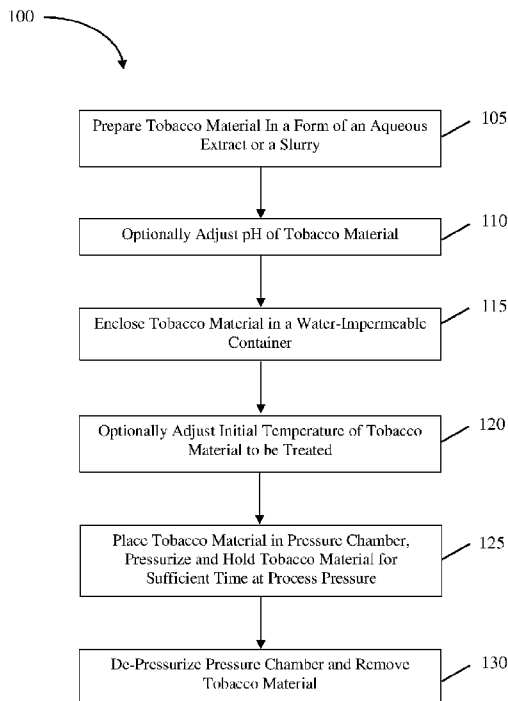 100
Prepare Tobacco Material In a Form of an Aqueous
Extract or a Slurry
105
Optionally Adjust pH of Tobacco Material
110
Enclose Tobacco Material in a Water-Impermeable
Container
115
Optionally Adjust Initial Temperature of Tobacco
Material to be Treated
120
Place Tobacco Material in Pressure Chamber,
Pressurize and Hold Tobacco Material for
Sufficient Time at Process Pressure
125
De-Pressurize Pressure Chamber and Remove
Tobacco Material
130